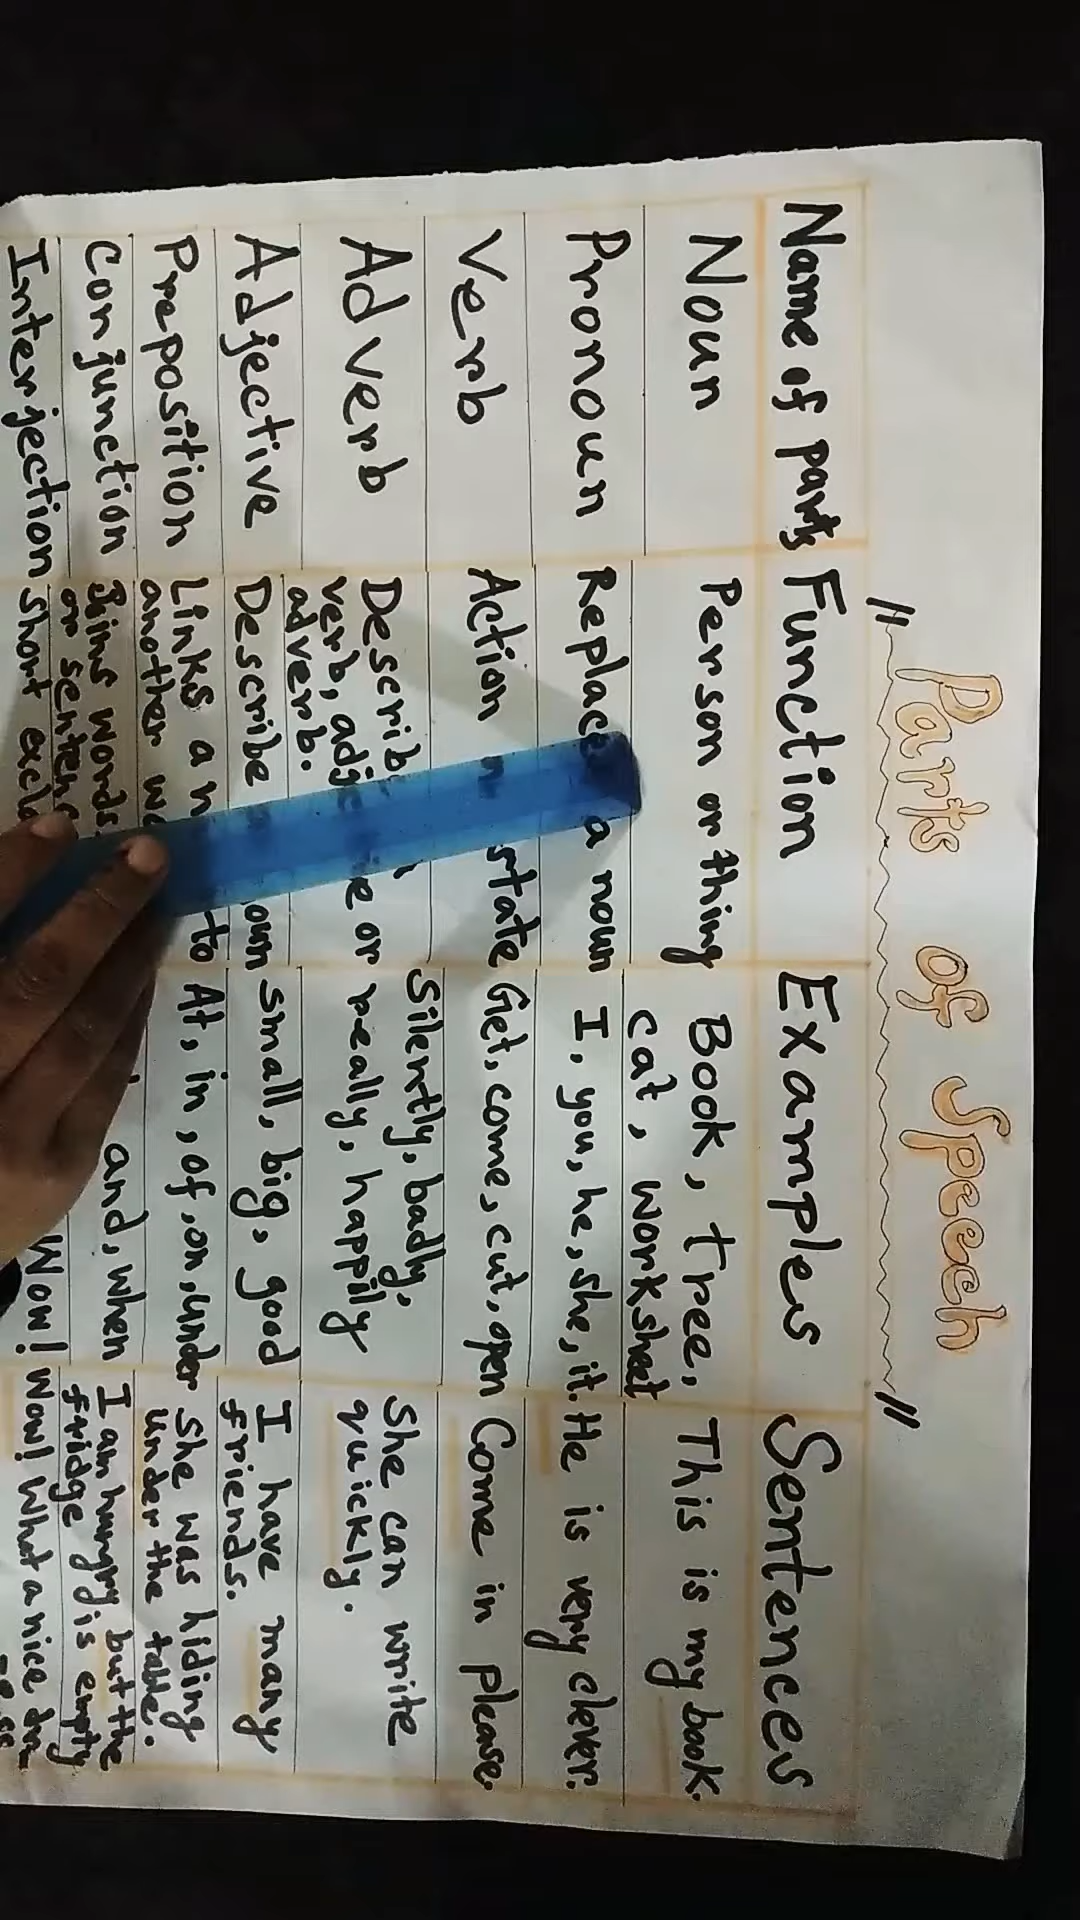 "Parts of Speech"
Name of parts Function Examples Sentences
Noun Person or thing Book, tree, This is my book.
cat, worksheet
Pronoun Replace a noun I, you, he, she, it. He is very clever.
Verb Action state Get, come, cut, open Come in please.
Adverb Describ silently, badly, She can write
verb, adj e or really, happily quickly.
adverb.
Adjective Describe oun small, big, good I have many
friends.
Preposition Links a to At, in, of, on, under She was hiding
another under the table.
Conjunction Joins words and, when I am hungry but the
or fridge is empty
Interjection short Wow! Wow! What a nice